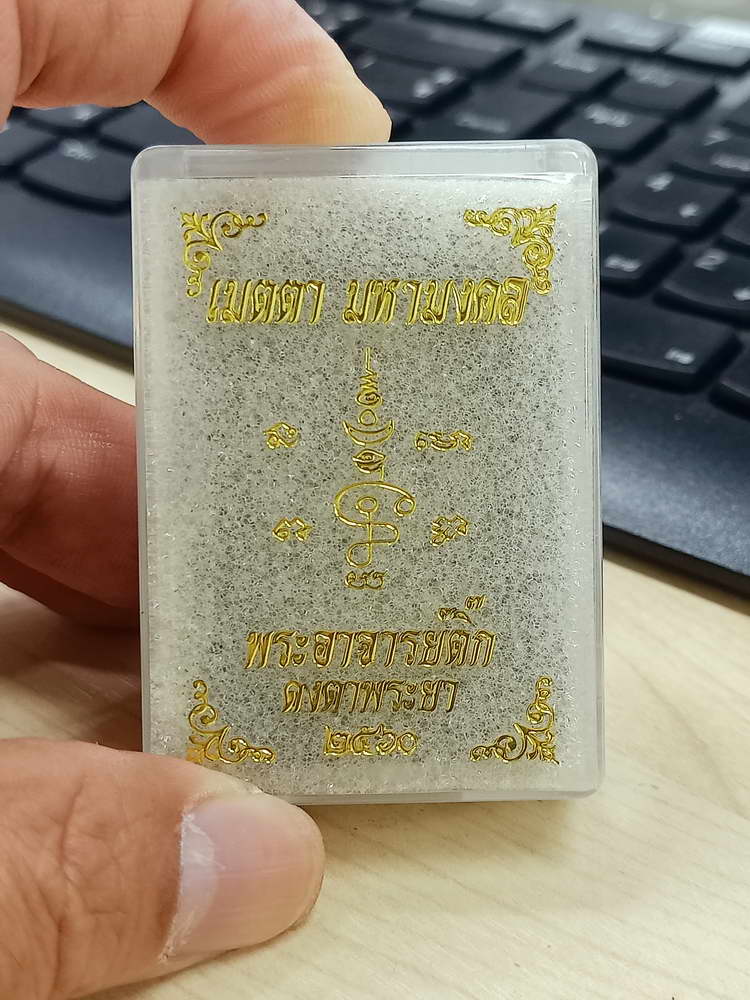 เมตตา มหามงคล
พระอาจารย์ติ๊ก
ดงตาพระยา
๒๕๖๐